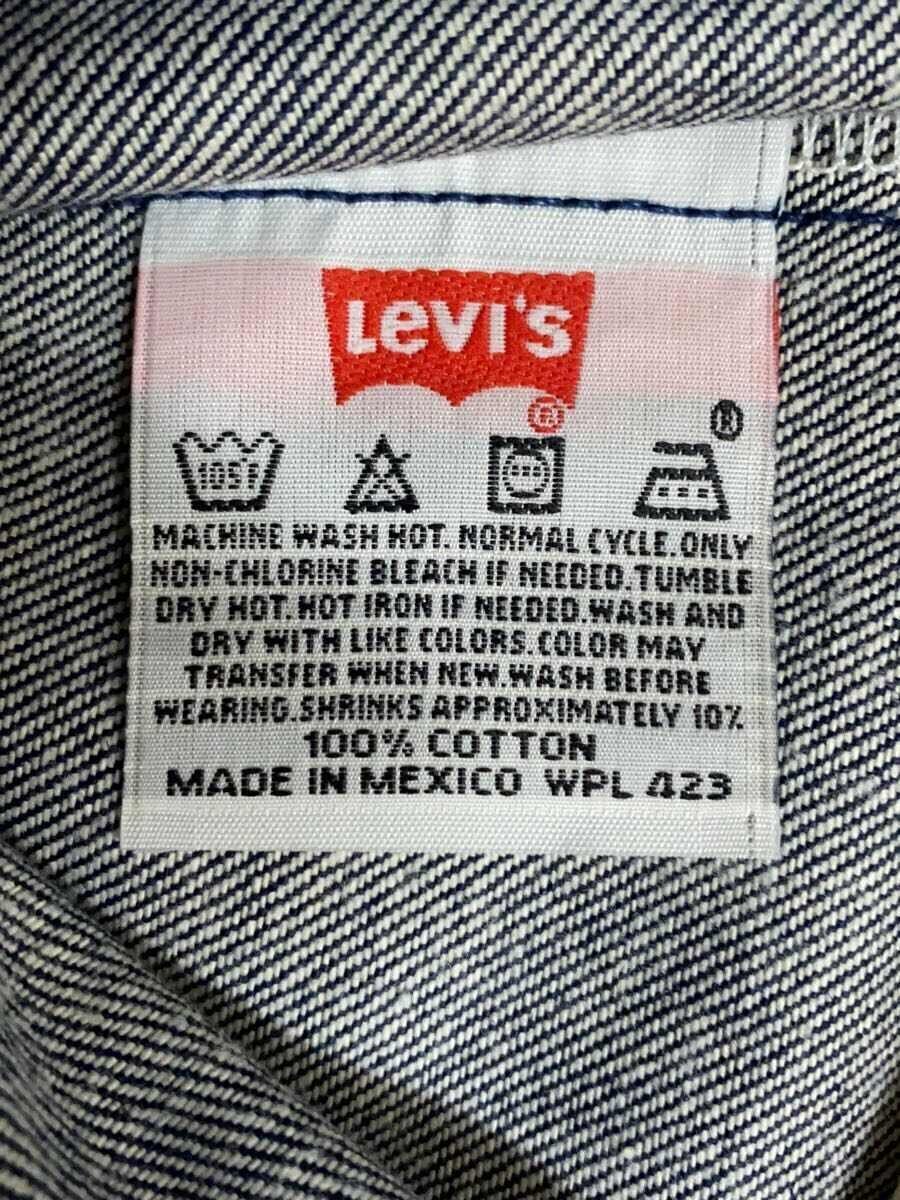 Levi's
®
®
105F
MACHINE WASH HOT. NORMAL CYCLE. ONLY
NON-CHLORINE BLEACH IF NEEDED. TUMBLE
DRY HOT. HOT IRON IF NEEDED. WASH AND
DRY WITH LIKE COLORS. COLOR MAY
TRANSFER WHEN NEW. WASH BEFORE
WEARING. SHRINKS APPROXIMATELY 10%
100% COTTON
MADE IN MEXICO WPL 423